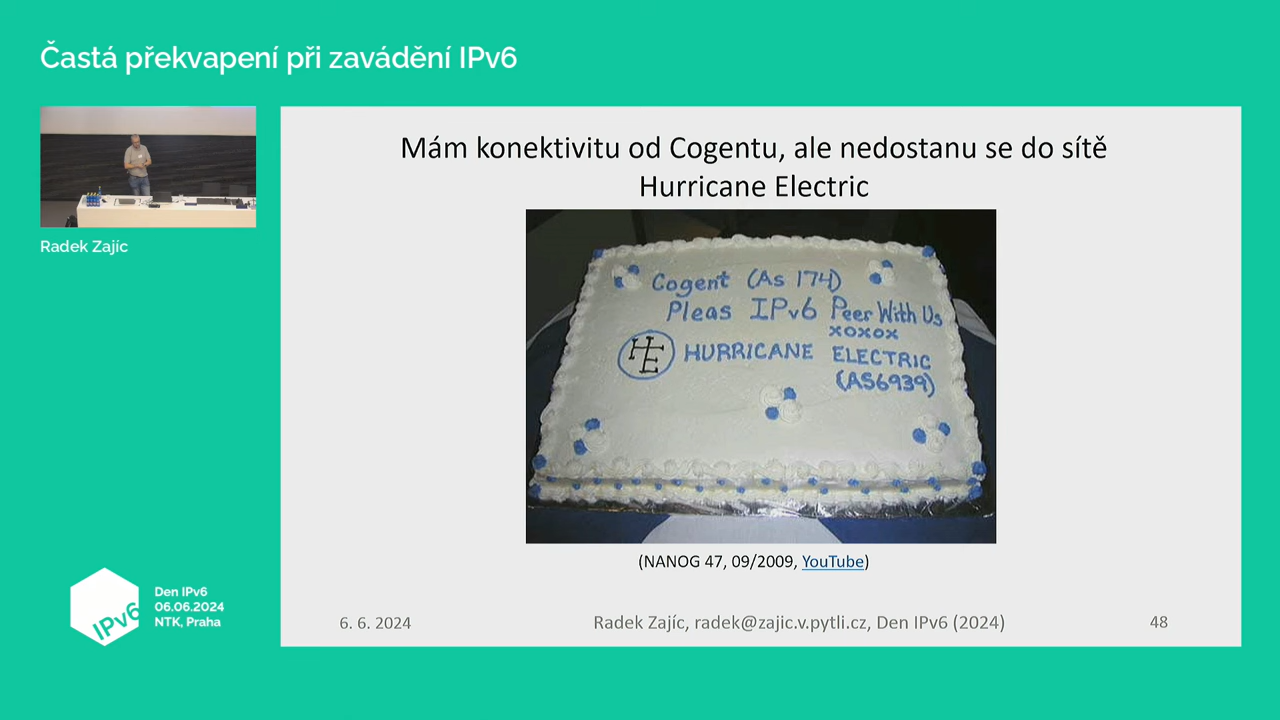 Častá překvapení při zavádění IPv6
Radek Zajíc
Mám konektivitu od Cogentu, ale nedostanu se do sítě
Hurricane Electric
Cogent (As 174)
Pleas IPv6 Peer With Us
xoxox
HE HURRICANE ELECTRIC
(AS6939)
(NANOG 47, 09/2009, YouTube)
6. 6. 2024
Radek Zajíc, radek@zajic.v.pytli.cz, Den IPv6 (2024)
48
IPv6
Den IPv6
06.06.2024
NTK, Praha